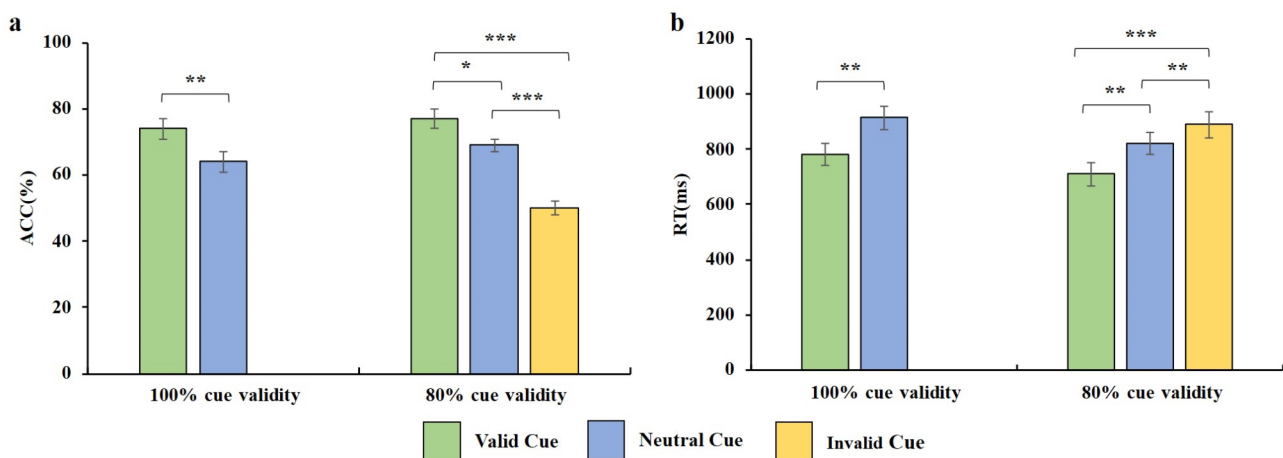 a
100
80
60
40
20
0
ACC(%)
**
***
*
***
100% cue validity
80% cue validity
b
1200
1000
800
600
400
200
0
RT(ms)
**
***
**
**
100% cue validity
80% cue validity
Valid Cue
Neutral Cue
Invalid Cue